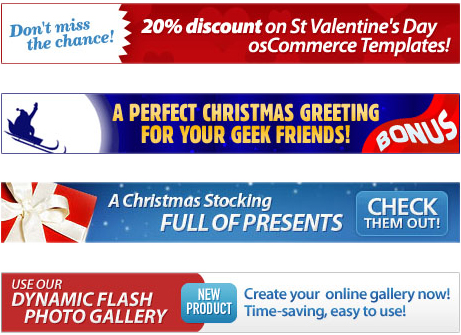 Don't miss
the chance!
20% discount on St Valentine's Day
osCommerce Templates!
A PERFECT CHRISTMAS GREETING
FOR YOUR GEEK FRIENDS!
BONUS
A Christmas Stocking
FULL OF PRESENTS
CHECK
THEM OUT!
USE OUR
DYNAMIC FLASH
PHOTO GALLERY
NEW
PRODUCT
Create your online gallery now!
Time-saving, easy to use!